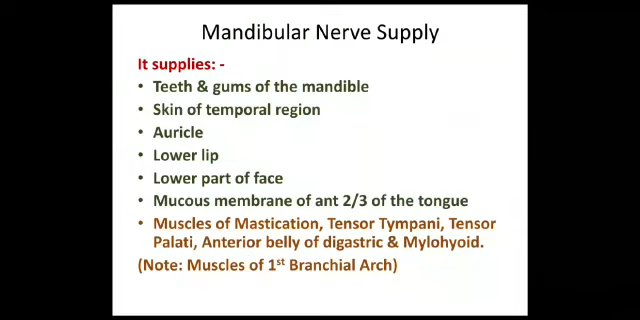 Mandibular Nerve Supply
It supplies: -
• Teeth & gums of the mandible
• Skin of temporal region
• Auricle
• Lower lip
• Lower part of face
• Mucous membrane of ant 2/3 of the tongue
• Muscles of Mastication, Tensor Tympani, Tensor
Palati, Anterior belly of digastric & Mylohyoid.
(Note: Muscles of 1st Branchial Arch)